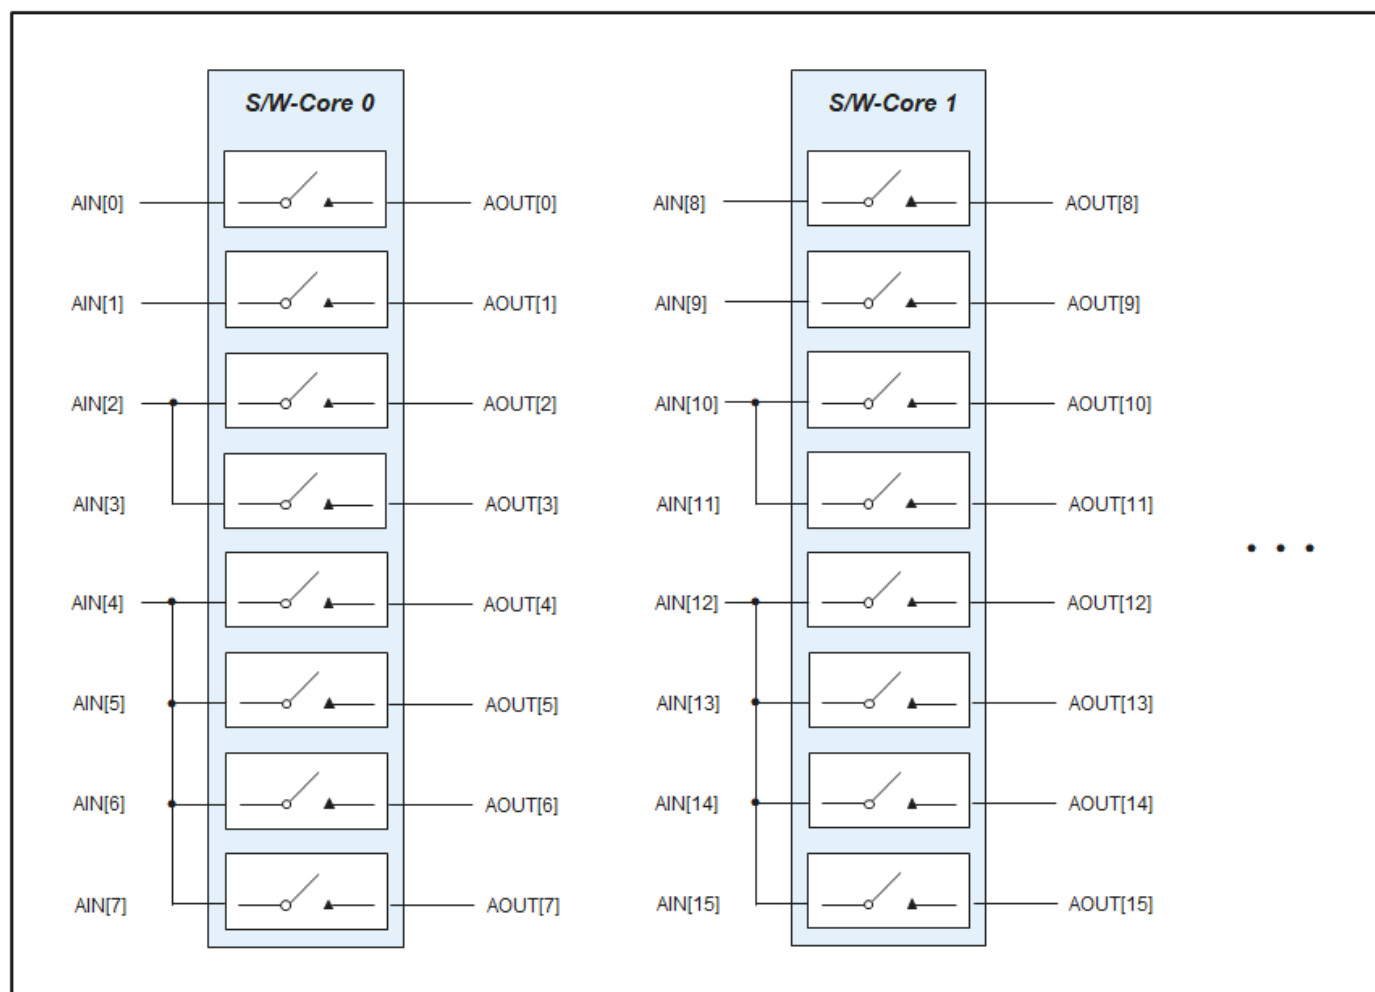 S/W-Core 0
AIN[0]
AOUT[0]
AIN[1]
AOUT[1]
AIN[2]
AOUT[2]
AIN[3]
AOUT[3]
AIN[4]
AOUT[4]
AIN[5]
AOUT[5]
AIN[6]
AOUT[6]
AIN[7]
AOUT[7]
S/W-Core 1
AIN[8]
AOUT[8]
AIN[9]
AOUT[9]
AIN[10]
AOUT[10]
AIN[11]
AOUT[11]
AIN[12]
AOUT[12]
AIN[13]
AOUT[13]
AIN[14]
AOUT[14]
AIN[15]
AOUT[15]